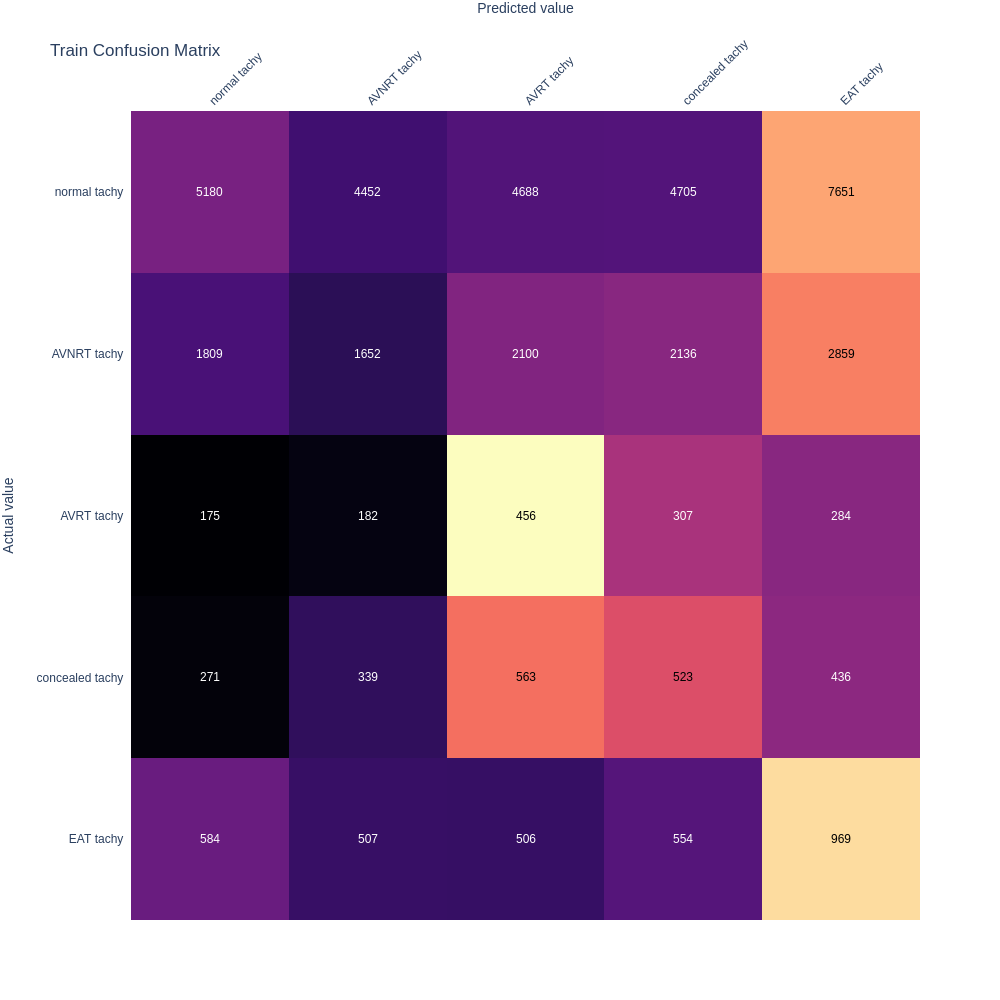 Predicted value
Train Confusion Matrix
normal tachy AVNRT tachy AVRT tachy concealed tachy EAT tachy
normal tachy 5180 4452 4688 4705 7651
AVNRT tachy 1809 1652 2100 2136 2859
Actual value
AVRT tachy 175 182 456 307 284
concealed tachy 271 339 563 523 436
EAT tachy 584 507 506 554 969